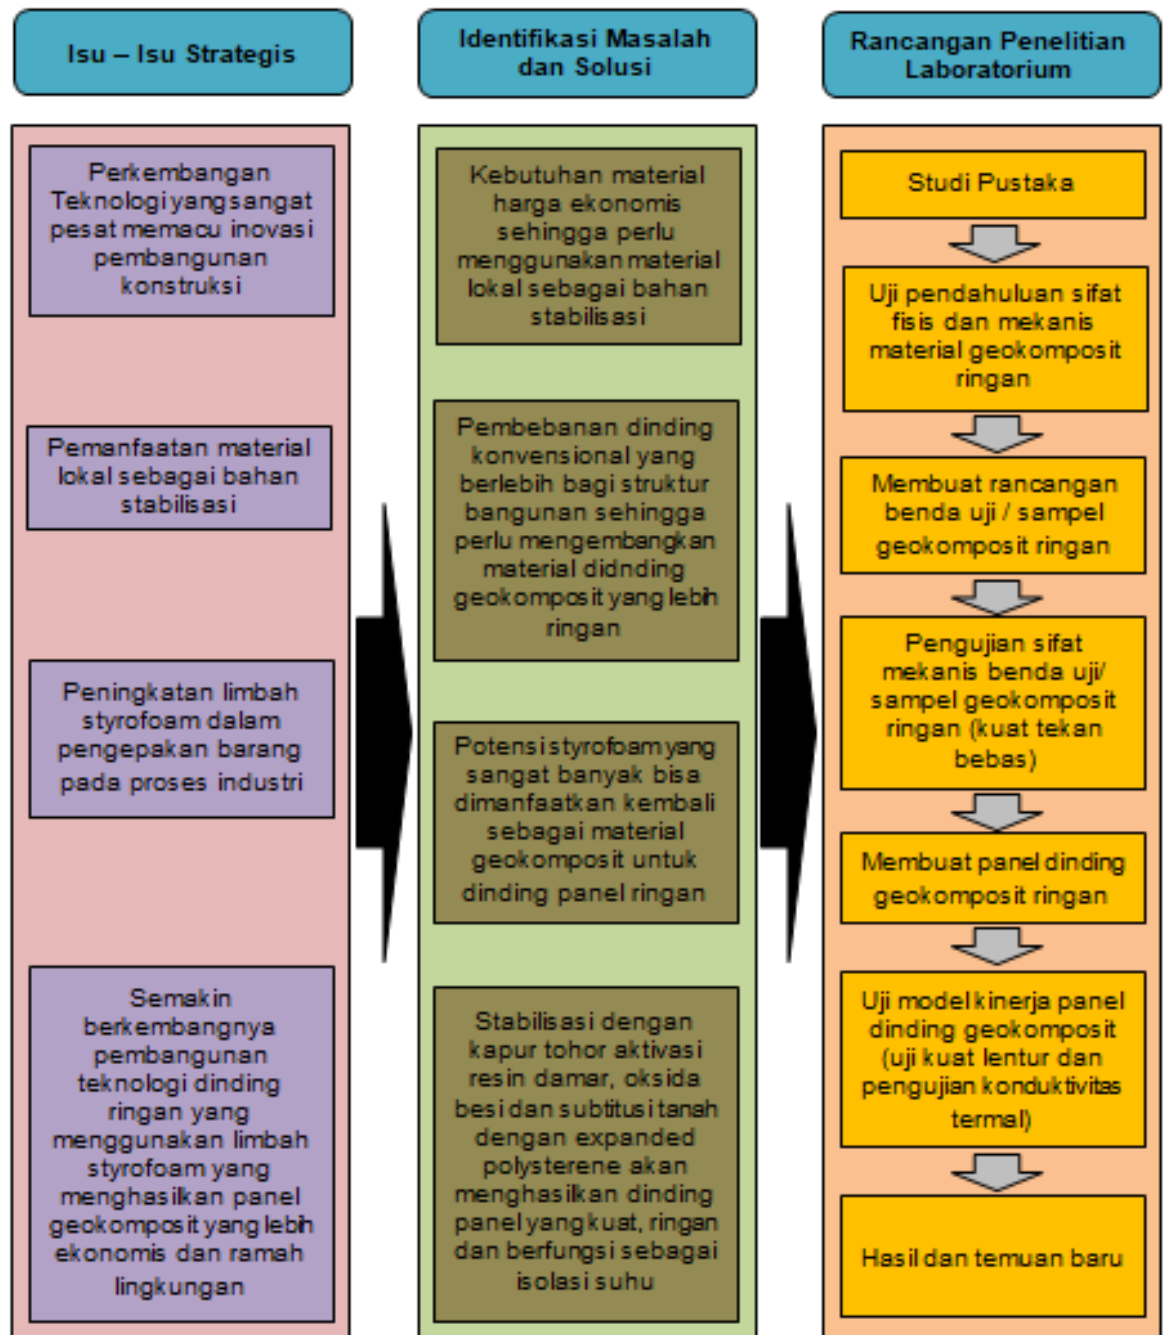 Isu – Isu Strategis
Perkembangan
Teknologi yang sangat
pesat memacu inovasi
pembangunan
konstruksi
Pemanfaatan material
lokal sebagai bahan
stabilisasi
Peningkatan limbah
styrofoam dalam
pengepakan barang
pada proses industri
Semakin
berkembangnya
pembangunan
teknologi dinding
ringan yang
menggunakan limbah
styrofoam yang
menghasilkan panel
geokomposit yang lebih
ekonomis dan ramah
lingkungan
Identifikasi Masalah
dan Solusi
Kebutuhan material
harga ekonomis
sehingga perlu
menggunakan material
lokal sebagai bahan
stabilisasi
Pembebanan dinding
konvensional yang
berlebih bagi struktur
bangunan sehingga
perlu mengembangkan
material didnding
geokomposit yang lebih
ringan
Potensi styrofoam yang
sangat banyak bisa
dimanfaatkan kembali
sebagai material
geokomposit untuk
dinding panel ringan
Stabilisasi dengan
kapur tohor aktivasi
resin damar, oksida
besi dan subtitusi tanah
dengan expanded
polysterene akan
menghasilkan dinding
panel yang kuat, ringan
dan berfungsi sebagai
isolasi suhu
Rancangan Penelitian
Laboratorium
Studi Pustaka
Uji pendahuluan sifat
fisis dan mekanis
material geokomposit
ringan
Membuat rancangan
benda uji / sampel
geokomposit ringan
Pengujian sifat
mekanis benda uji/
sampel geokomposit
ringan (kuat tekan
bebas)
Membuat panel dinding
geokomposit ringan
Uji model kinerja panel
dinding geokomposit
(uji kuat lentur dan
pengujian konduktivitas
termal)
Hasil dan temuan baru